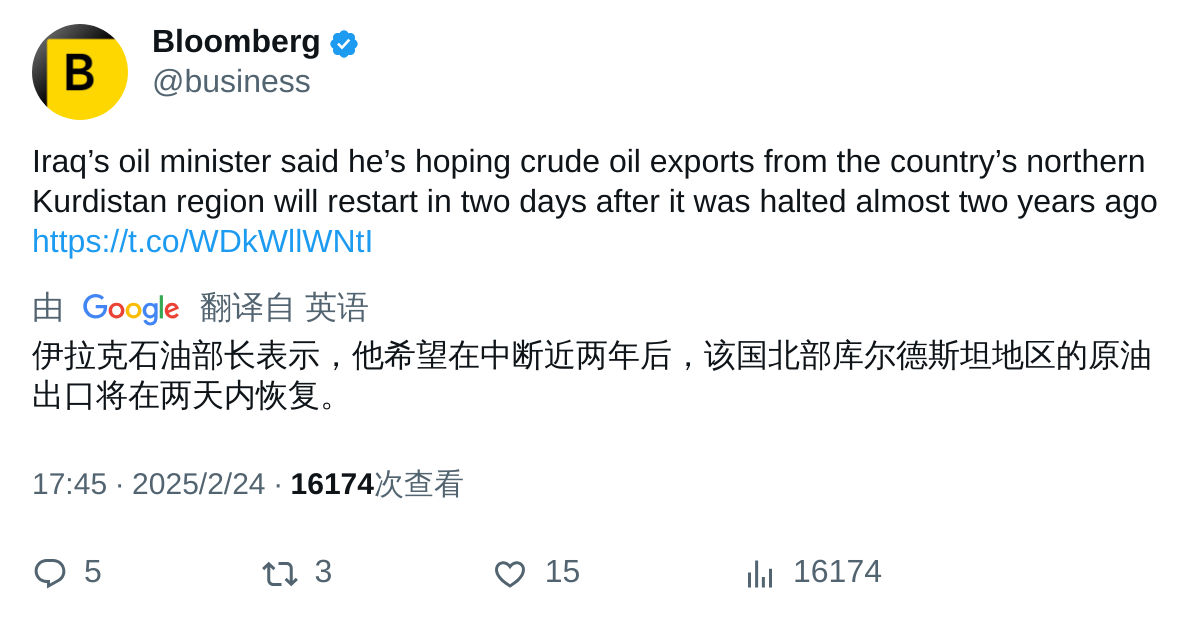 B
Bloomberg
@business
Iraq’s oil minister said he’s hoping crude oil exports from the country’s northern
Kurdistan region will restart in two days after it was halted almost two years ago
https://t.co/WDkWllWNtI
由 Google 翻译自 英语
伊拉克石油部长表示，他希望在中断近两年后，该国北部库尔德斯坦地区的原油
出口将在两天内恢复。
17:45 · 2025/2/24 · 16174次查看
5 3 15 16174